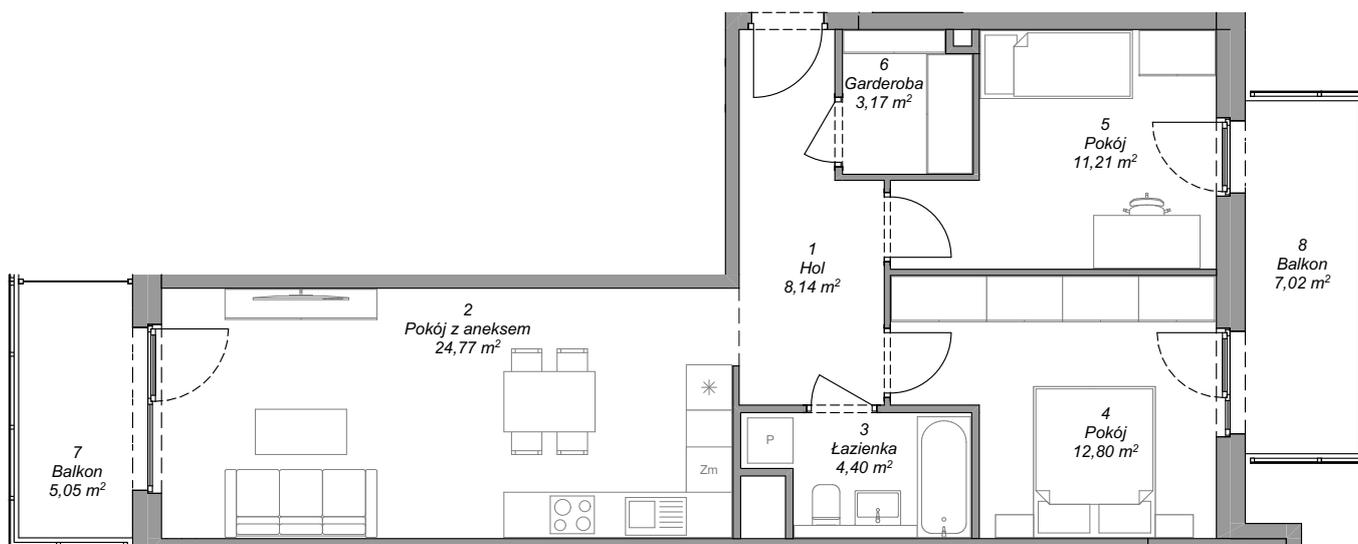 6
Garderoba
3,17 m²
5
Pokój
11,21 m²
1
Hol
8,14 m²
8
Balkon
7,02 m²
2
Pokój z aneksem
24,77 m²
4
Pokój
12,80 m²
3
Łazienka
4,40 m²
P
Zm
7
Balkon
5,05 m²